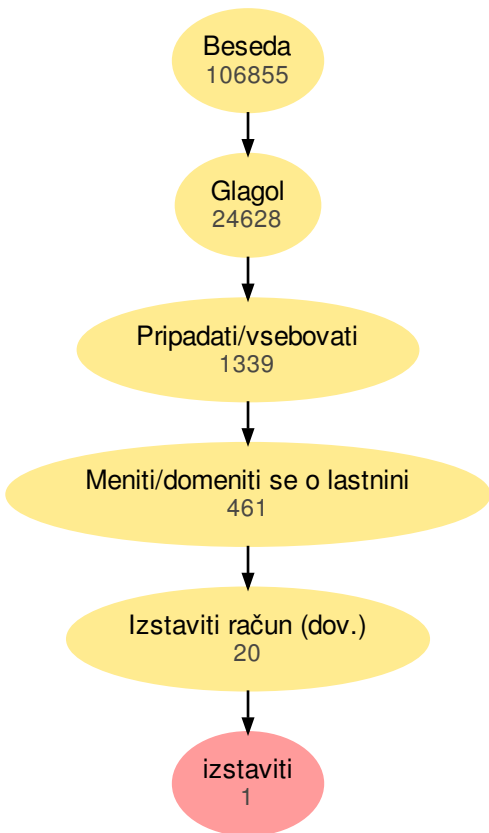 Beseda
106855
Glagol
24628
Pripadati/vsebovati
1339
Meniti/domeniti se o lastnini
461
Izstaviti račun (dov.)
20
izstaviti
1